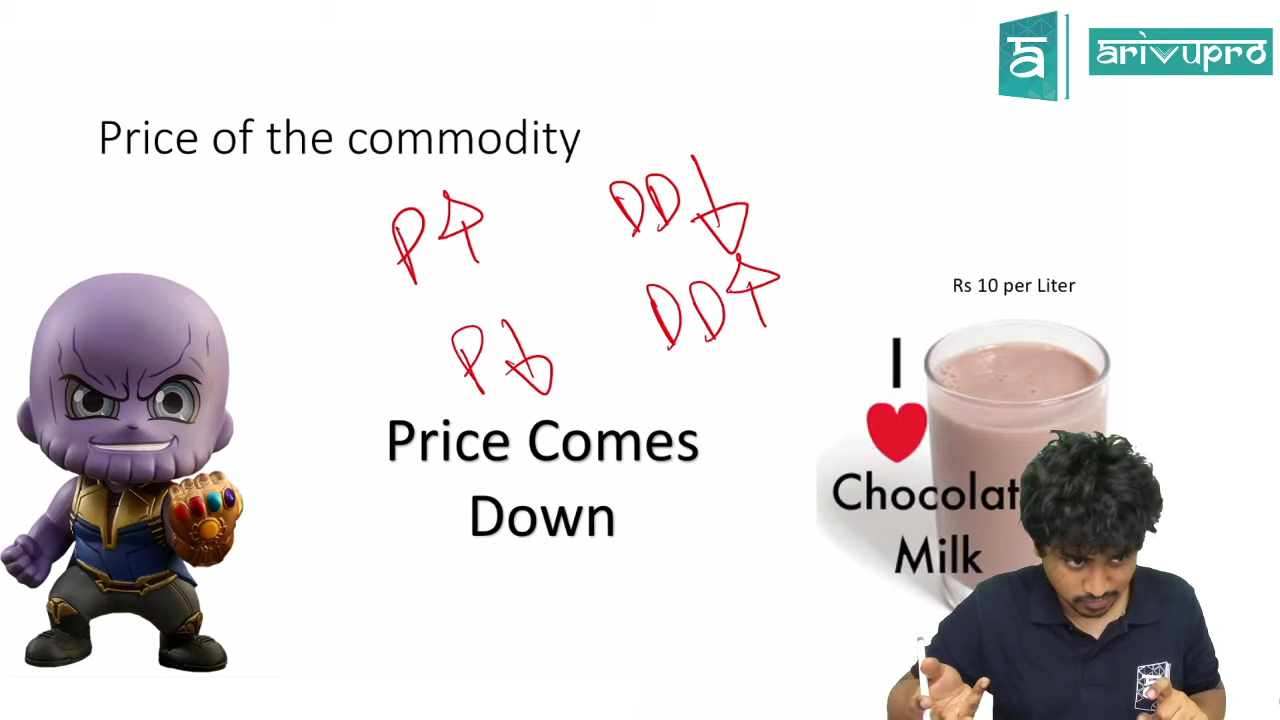 a
arivupro
Price of the commodity
P↑ DD↓
DD↑
P↓
Rs 10 per Liter
Price Comes
Down
I
Chocolat
Milk